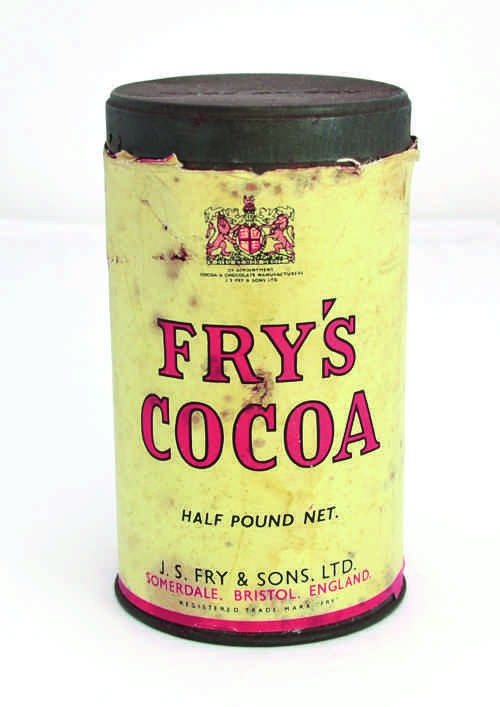 BY APPOINTMENT
COCOA & CHOCOLATE MANUFACTURERS
J. S. FRY & SONS LTD
FRY'S
COCOA
HALF POUND NET.
J. S. FRY & SONS, LTD.
SOMERDALE, BRISTOL, ENGLAND.
REGISTERED TRADE MARK "FRY"